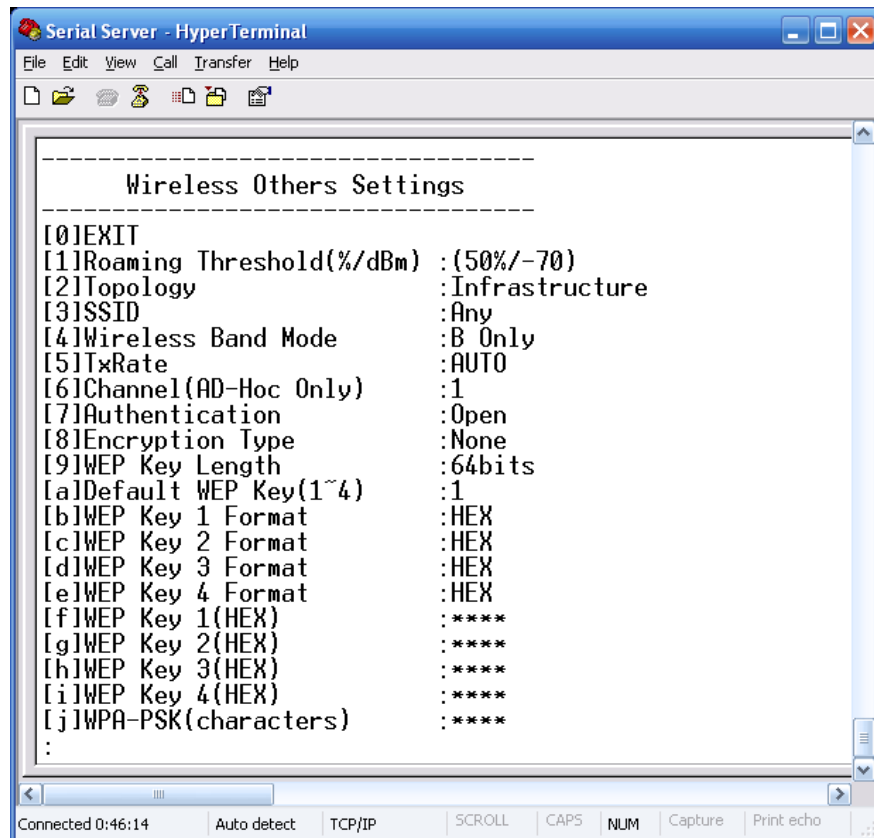 Serial Server - HyperTerminal
File Edit View Call Transfer Help
-----------------------------------
Wireless Others Settings
-----------------------------------
[0]EXIT
[1]Roaming Threshold(%/dBm) :(50%/-70)
[2]Topology :Infrastructure
[3]SSID :Any
[4]Wireless Band Mode :B Only
[5]TxRate :AUTO
[6]Channel(AD-Hoc Only) :1
[7]Authentication :Open
[8]Encryption Type :None
[9]WEP Key Length :64bits
[a]Default WEP Key(1~4) :1
[b]WEP Key 1 Format :HEX
[c]WEP Key 2 Format :HEX
[d]WEP Key 3 Format :HEX
[e]WEP Key 4 Format :HEX
[f]WEP Key 1(HEX) :****
[g]WEP Key 2(HEX) :****
[h]WEP Key 3(HEX) :****
[i]WEP Key 4(HEX) :****
[j]WPA-PSK(characters) :****
:
Connected 0:46:14 Auto detect TCP/IP SCROLL CAPS NUM Capture Print echo